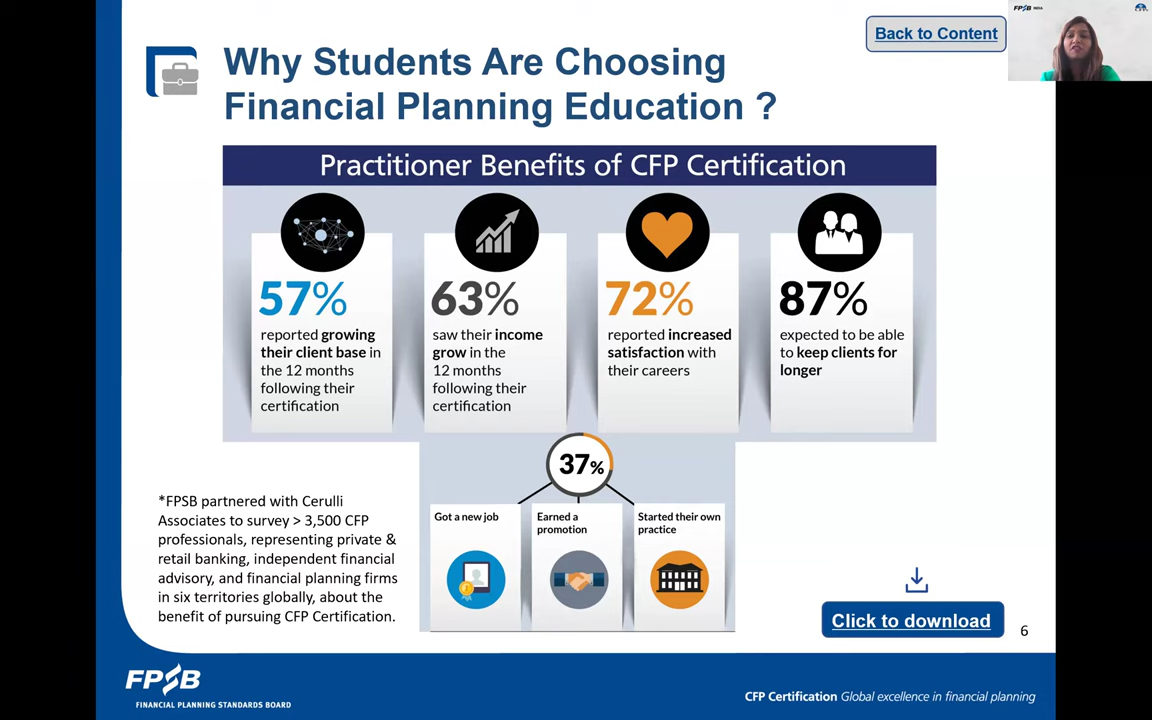 Back to Content
FPSB INDIA
Why Students Are Choosing
Financial Planning Education ?
Practitioner Benefits of CFP Certification
57%
reported growing
their client base in
the 12 months
following their
certification
63%
saw their income
grow in the
12 months
following their
certification
72%
reported increased
satisfaction with
their careers
87%
expected to be able
to keep clients for
longer
37%
Got a new job
Earned a
promotion
Started their own
practice
*FPSB partnered with Cerulli
Associates to survey > 3,500 CFP
professionals, representing private &
retail banking, independent financial
advisory, and financial planning firms
in six territories globally, about the
benefit of pursuing CFP Certification.
Click to download
6
FPSB
FINANCIAL PLANNING STANDARDS BOARD
CFP Certification Global excellence in financial planning